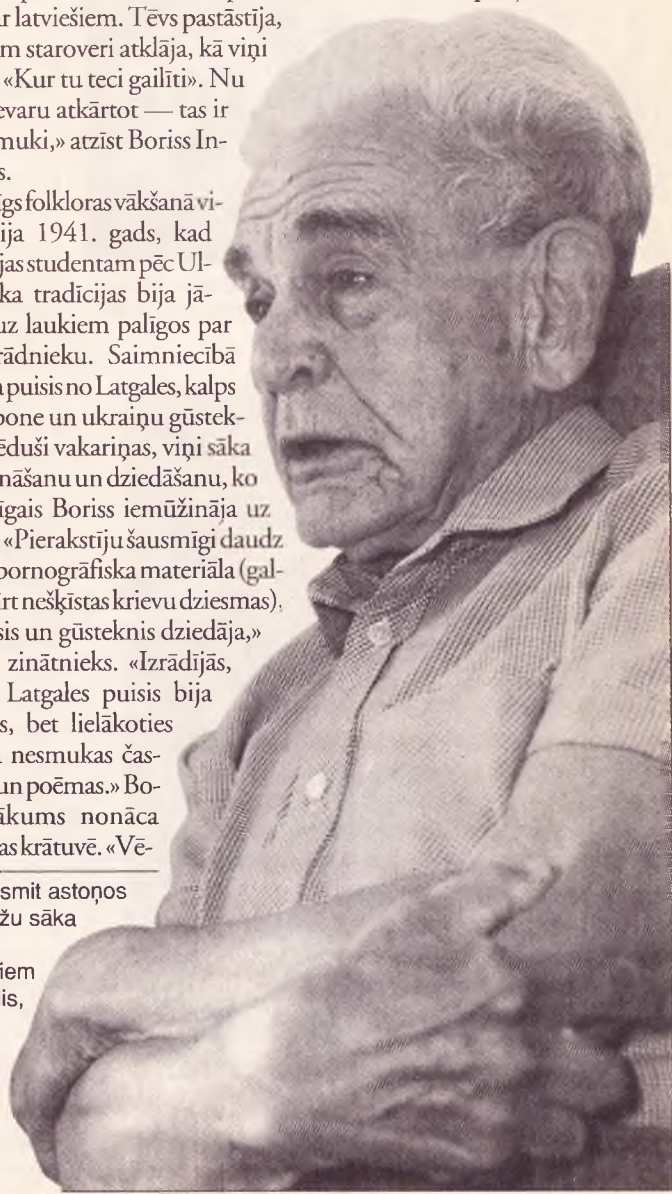 ar latviešiem. Tēvs pastāstīja,
m staroveri atklāja, kā viņi
«Kur tu teci gailīti». Nu
evaru atkārtot — tas ir
muki,» atzīst Boriss In-
s.
īgs folkloras vākšanā vi-
ija 1941. gads, kad
jas studentam pēc Ul-
ka tradīcijas bija jā-
uz laukiem palīgos par
rādnieku. Saimniecībā
a puisis no Latgales, kalps
pone un ukraiņu gūstek-
ēduši vakariņas, viņi sāka
nāšanu un dziedāšanu, ko
īgais Boriss iemūžināja uz
«Pierakstīju šausmīgi daudz
pornogrāfiska materiāla (gal-
ārt nešķīstas krievu dziesmas),
sis un gūsteknis dziedāja,»
zinātnieks. «Izrādījās,
Latgales puisis bija
s, bet lielākoties
a nesmukas čas-
un poēmas.» Bo-
ākums nonāca
as krātuvē. «Vē-
smit astoņos
žu sāka
iem
is,